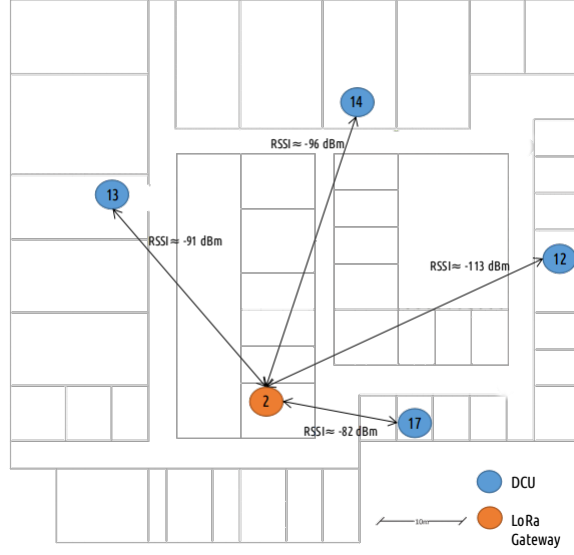 14
RSSI ≈ -96 dBm
13
RSSI ≈ -91 dBm
12
RSSI ≈ -113 dBm
2
17
RSSI ≈ -82 dBm
DCU
10m
LoRa
Gateway